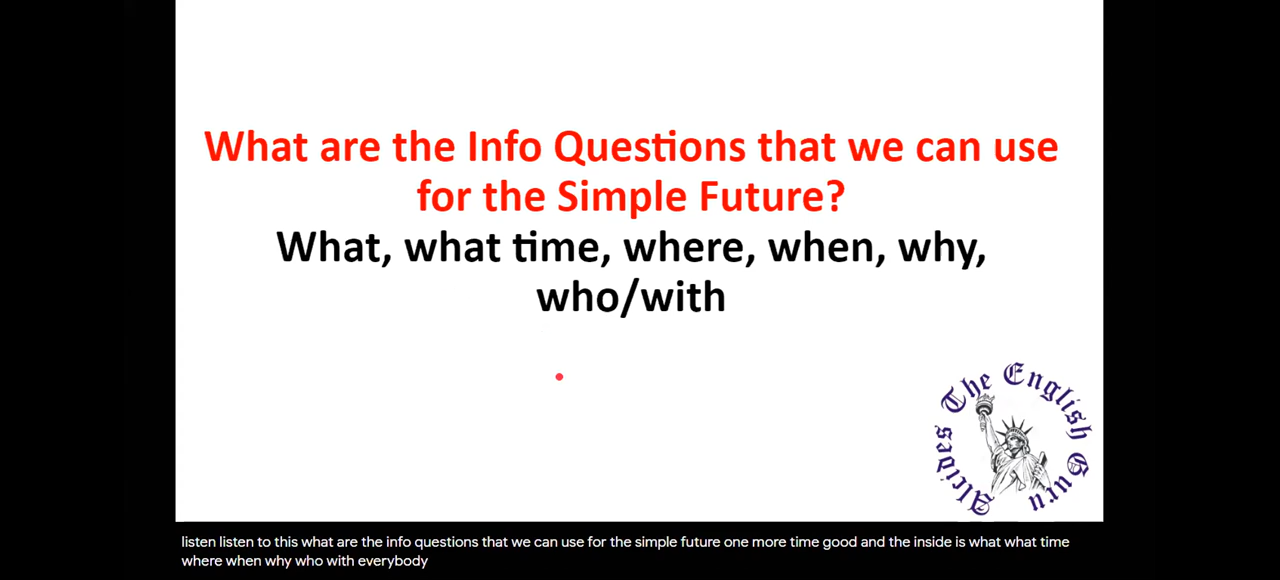 What are the Info Questions that we can use
for the Simple Future?
What, what time, where, when, why,
who/with
Alcides The English Guru
listen listen to this what are the info questions that we can use for the simple future one more time good and the inside is what what time
where when why who with everybody